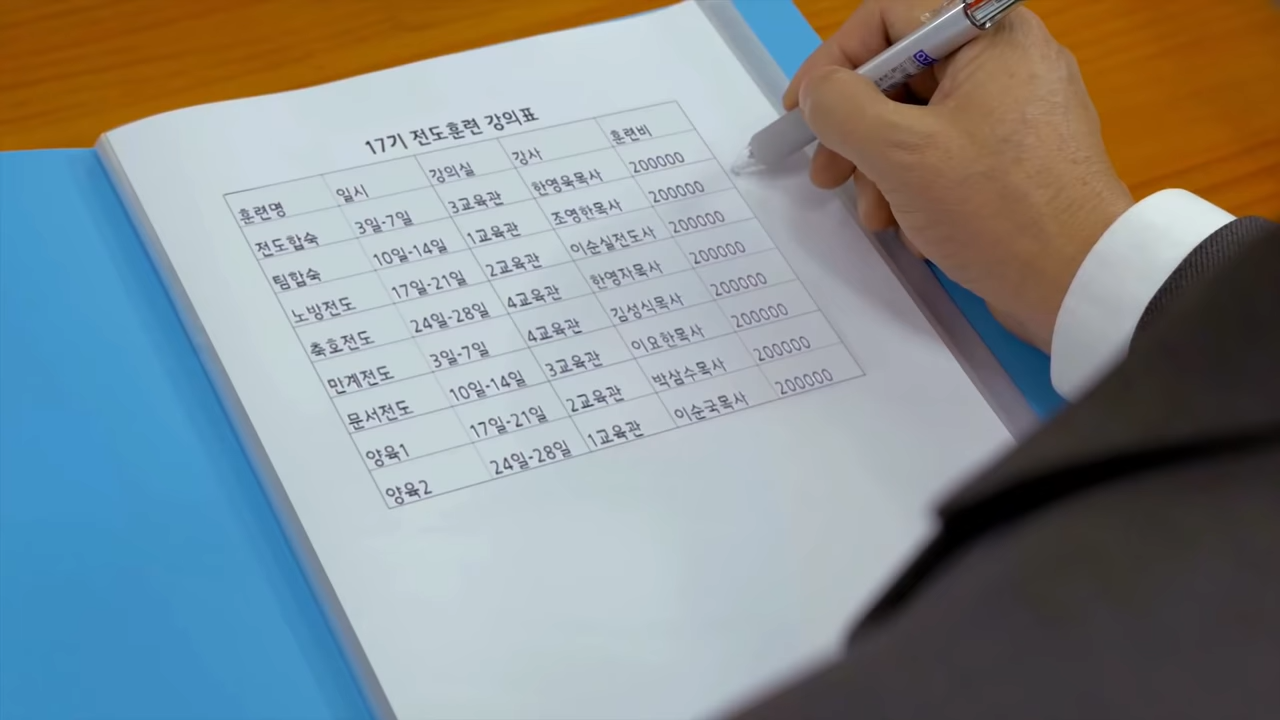 17기 전도훈련 강의표
훈련명 일시 강의실 강사 훈련비
전도합숙 3일-7일 3교육관 한영육목사 200000
팀합숙 10일-14일 1교육관 조영한목사 200000
노방전도 17일-21일 2교육관 이순실전도사 200000
축호전도 24일-28일 4교육관 한영지목사 200000
민계전도 3일-7일 4교육관 김성식목사 200000
문서전도 10일-14일 3교육관 이요한목사 200000
양육1 17일-21일 2교육관 박삼수목사 200000
양육2 24일-28일 1교육관 이순국목사 200000
07